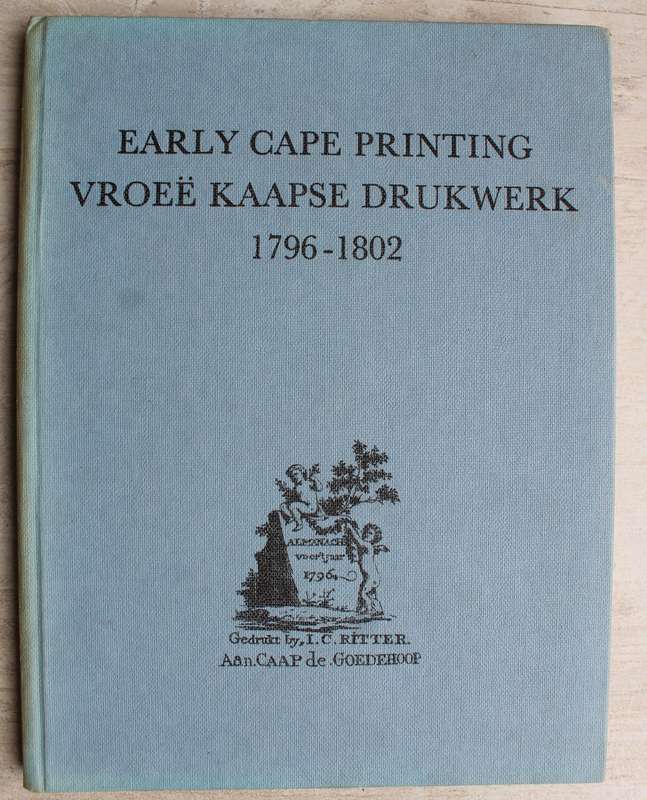 EARLY CAPE PRINTING
VROEË KAAPSE DRUKWERK
1796-1802
ALMANACH
voor't jaar
1796.
Gedrukt by, I. C. RITTER.
Aan. CAAP de. GOEDEHOOP